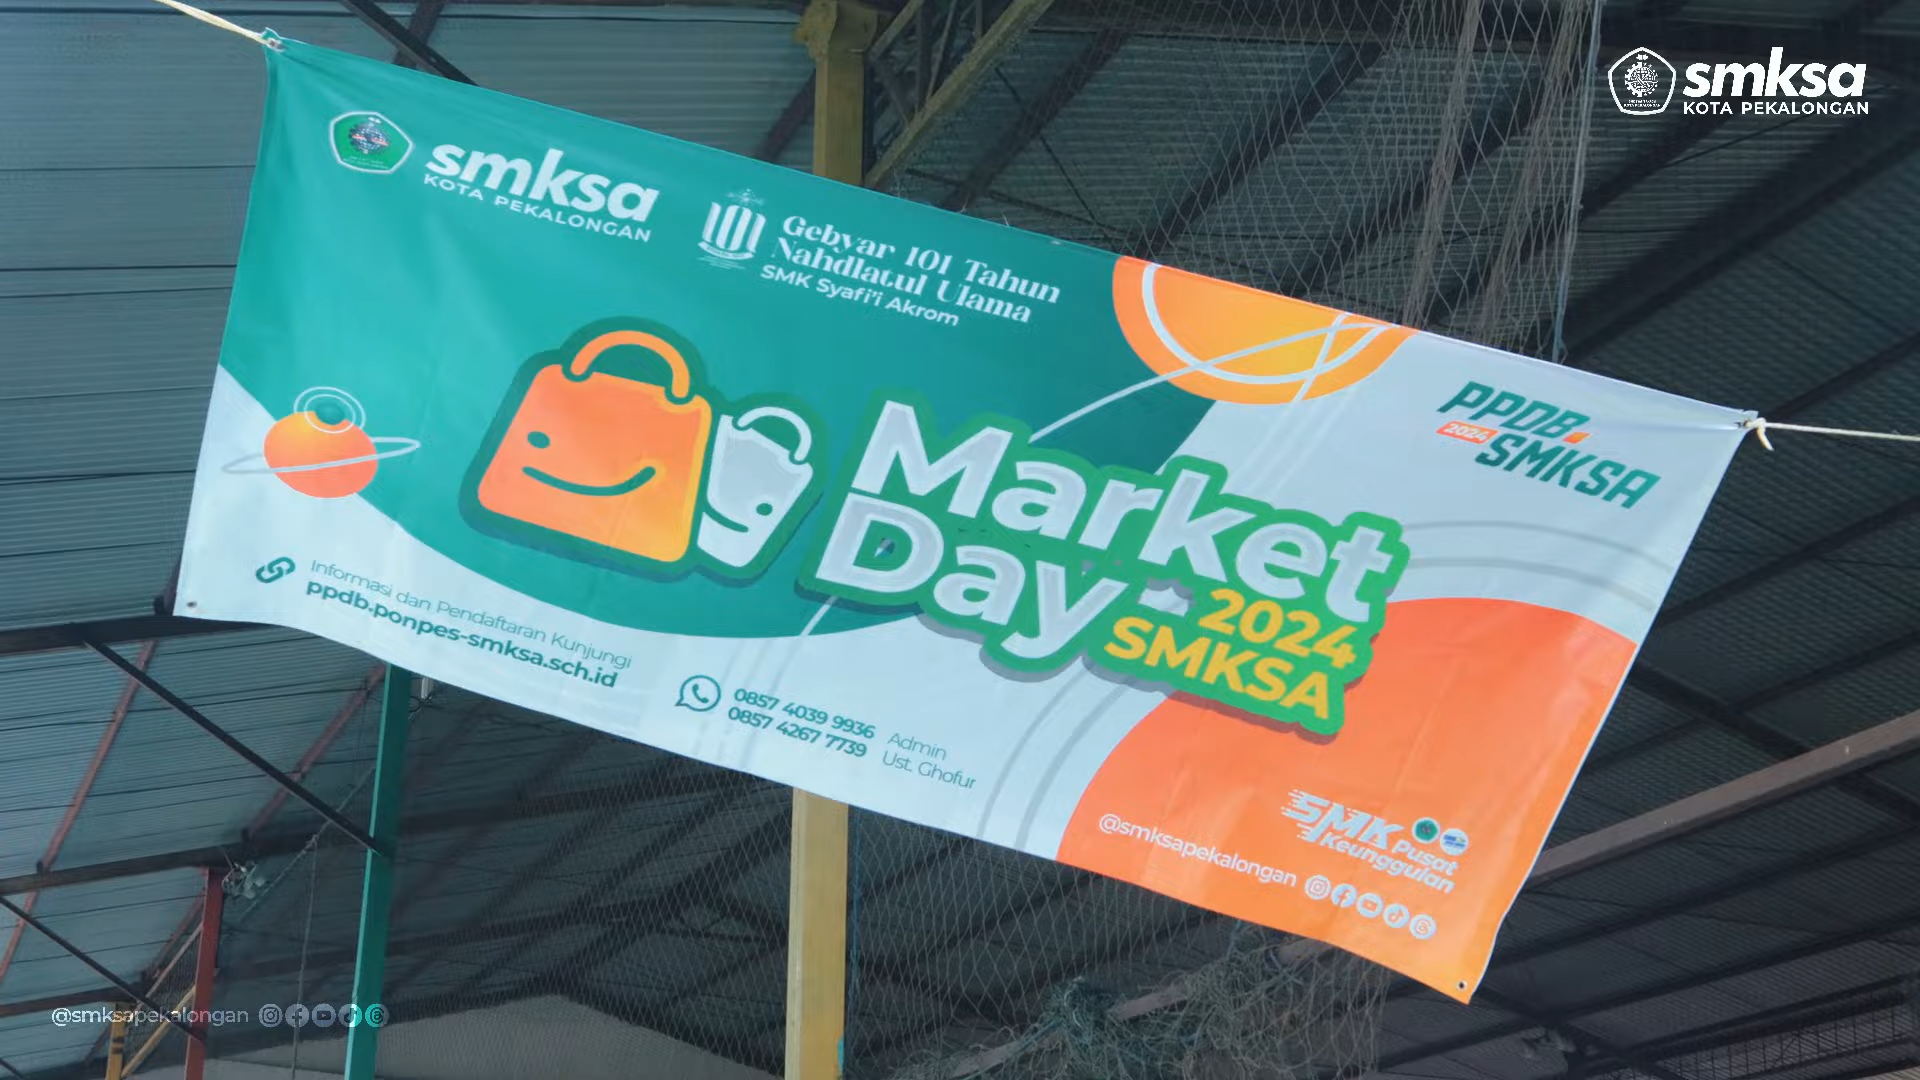 smksa
KOTA PEKALONGAN
smksa
KOTA PEKALONGAN
101
Gebyar 101 Tahun
Nahdlatul Ulama
SMK Syafi'i Akrom
PPDB
2024 SMKSA
Market
Day
2024
SMKSA
Informasi dan Pendaftaran Kunjungi
ppdb.ponpes-smksa.sch.id
0857 4039 9936 Admin
0857 4267 7739 Ust. Ghofur
SMK Pusat
Keunggulan
@smksapekalongan
@smksapekalongan